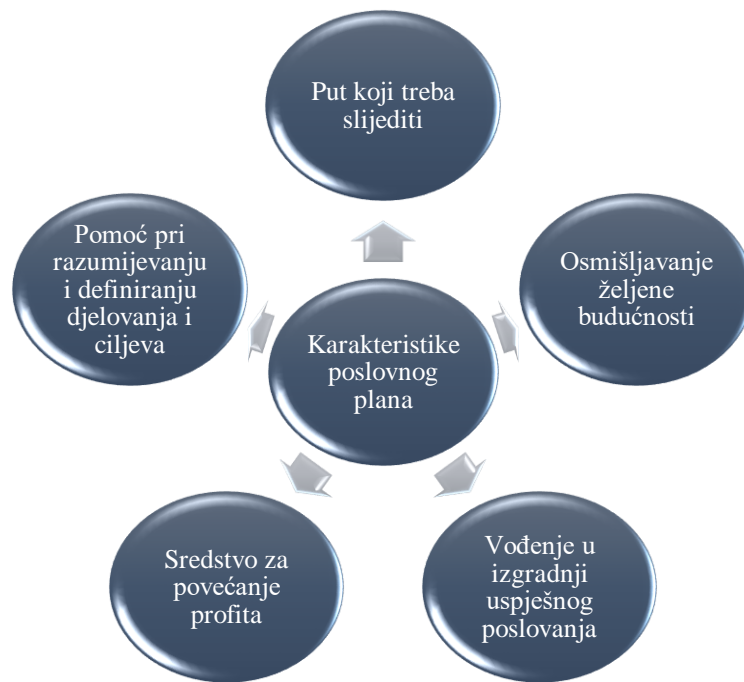 Put koji treba
slijediti
Pomoć pri
razumijevanju
i definiranju
djelovanja i
ciljeva
Osmišljavanje
željene
budućnosti
Karakteristike
poslovnog
plana
Sredstvo za
povećanje
profita
Vođenje u
izgradnji
uspješnog
poslovanja